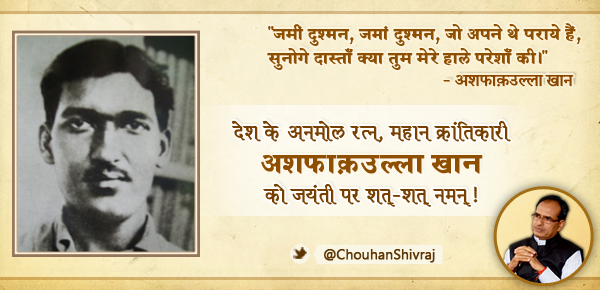 "जमीं दुश्मन, जमां दुश्मन, जो अपने थे पराये हैं,
सुनोगे दास्ताँ क्या तुम मेरे हाले परेशाँ की।"
- अशफाक़उल्ला खान
देश के अनमोल रत्न, महान क्रांतिकारी
अशफाक़उल्ला खान
को जयंती पर शत्-शत् नमन् !
@ChouhanShivraj